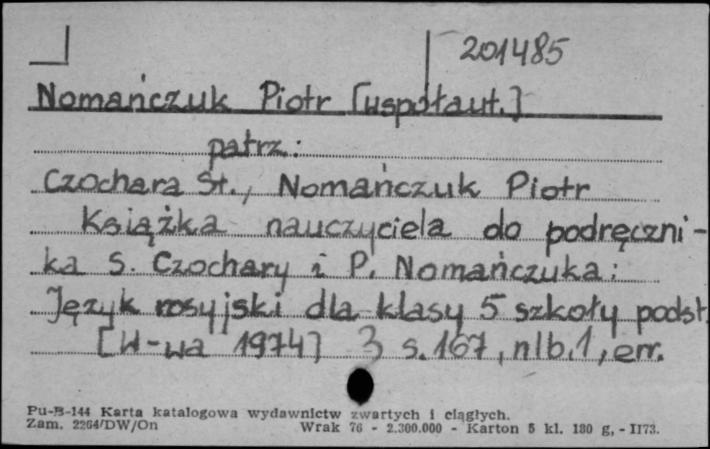 201485
Nomańczuk Piotr [współaut.]
patrz:
Czochara St., Nomańczuk Piotr
Książka nauczyciela do podręczni-
ka S. Czochary i P. Nomańczuka:
Język rosyjski dla klasy 5 szkoły podst.
[W-wa 1974] s. 167, nlb. 1, err.
Pu-B-144 Karta katalogowa wydawnictw zwartych i ciągłych.
Zam. 2264/DW/On Wrak 76 - 2.300.000 - Karton 5 kl. 180 g, - II73.